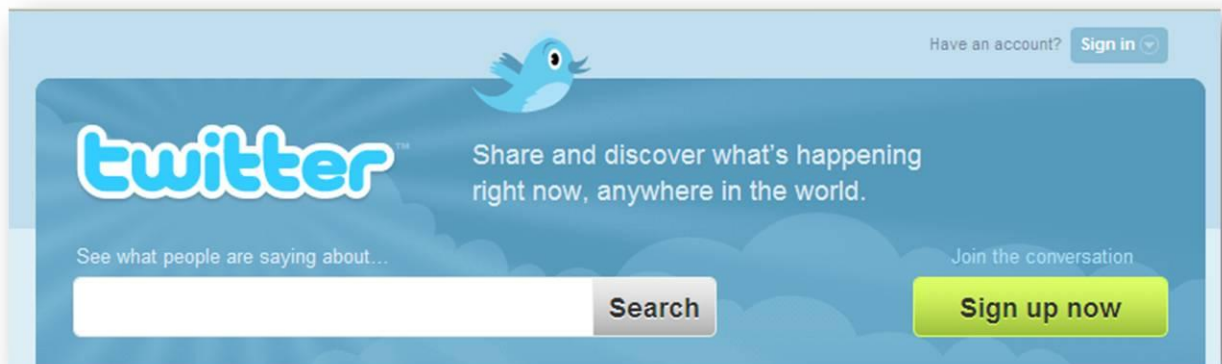 Have an account? Sign in
twitter™
Share and discover what's happening
right now, anywhere in the world.
See what people are saying about...
Search
Join the conversation
Sign up now